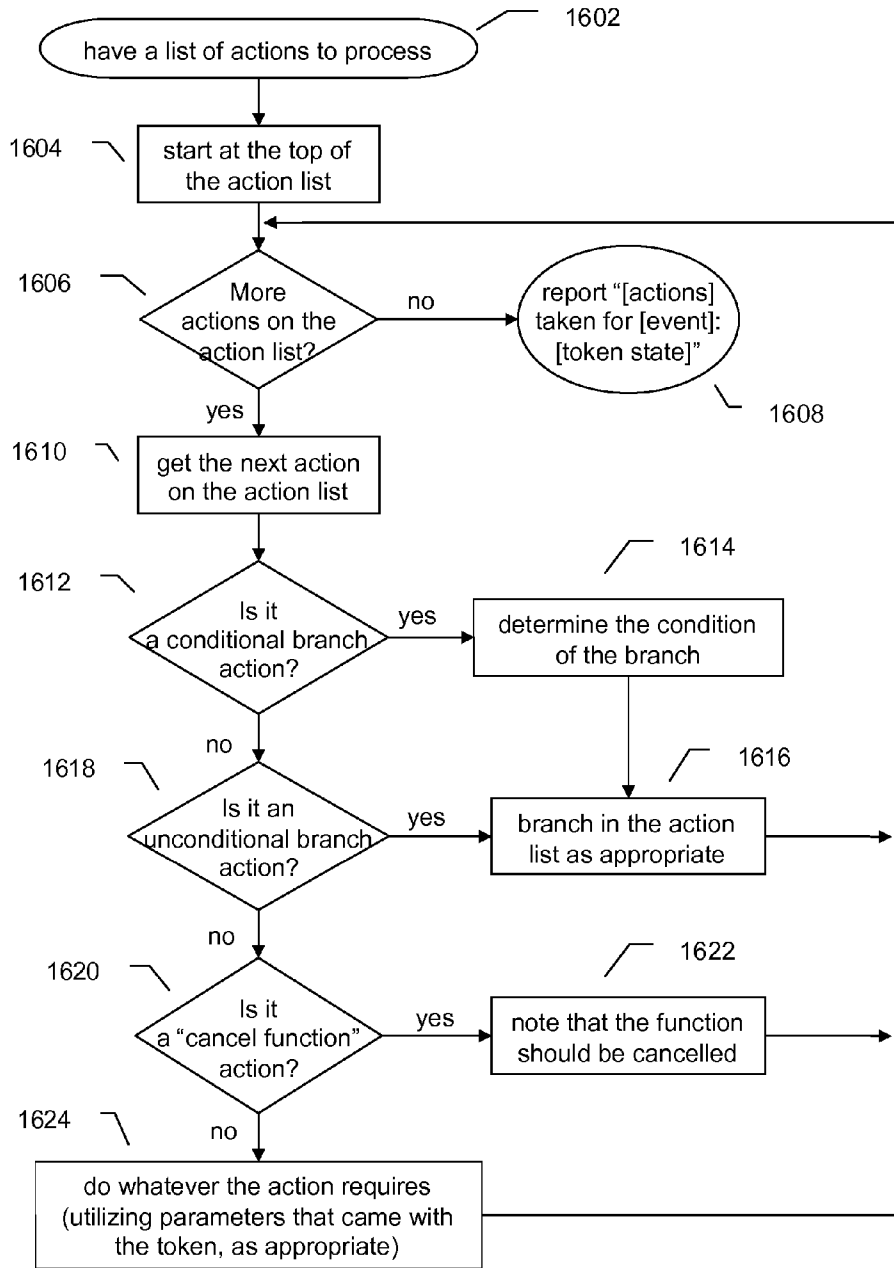 1602
have a list of actions to process
1604
start at the top of
the action list
1606
More
actions on the
action list?
no
report “[actions]
taken for [event]:
[token state]”
1608
yes
1610
get the next action
on the action list
1612
Is it
a conditional branch
action?
yes
1614
determine the condition
of the branch
no
1618
Is it an
unconditional branch
action?
yes
1616
branch in the action
list as appropriate
no
1620
Is it
a “cancel function”
action?
yes
1622
note that the function
should be cancelled
no
1624
do whatever the action requires
(utilizing parameters that came with
the token, as appropriate)